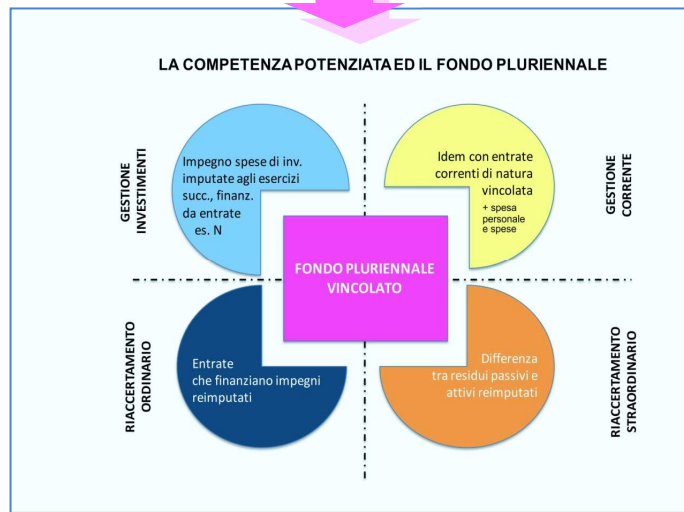 LA COMPETENZA POTENZIATA ED IL FONDO PLURIENNALE
GESTIONE
INVESTIMENTI
Impegno spese di inv.
imputate agli esercizi
succ., finanz.
da entrate
es. N
Idem con entrate
correnti di natura
vincolata
+ spesa
personale
e spese
GESTIONE
CORRENTE
FONDO PLURIENNALE
VINCOLATO
RIACCERTAMENTO
ORDINARIO
Entrate
che finanziano impegni
reimputati
Differenza
tra residui passivi e
attivi reimputati
RIACCERTAMENTO
STRAORDINARIO